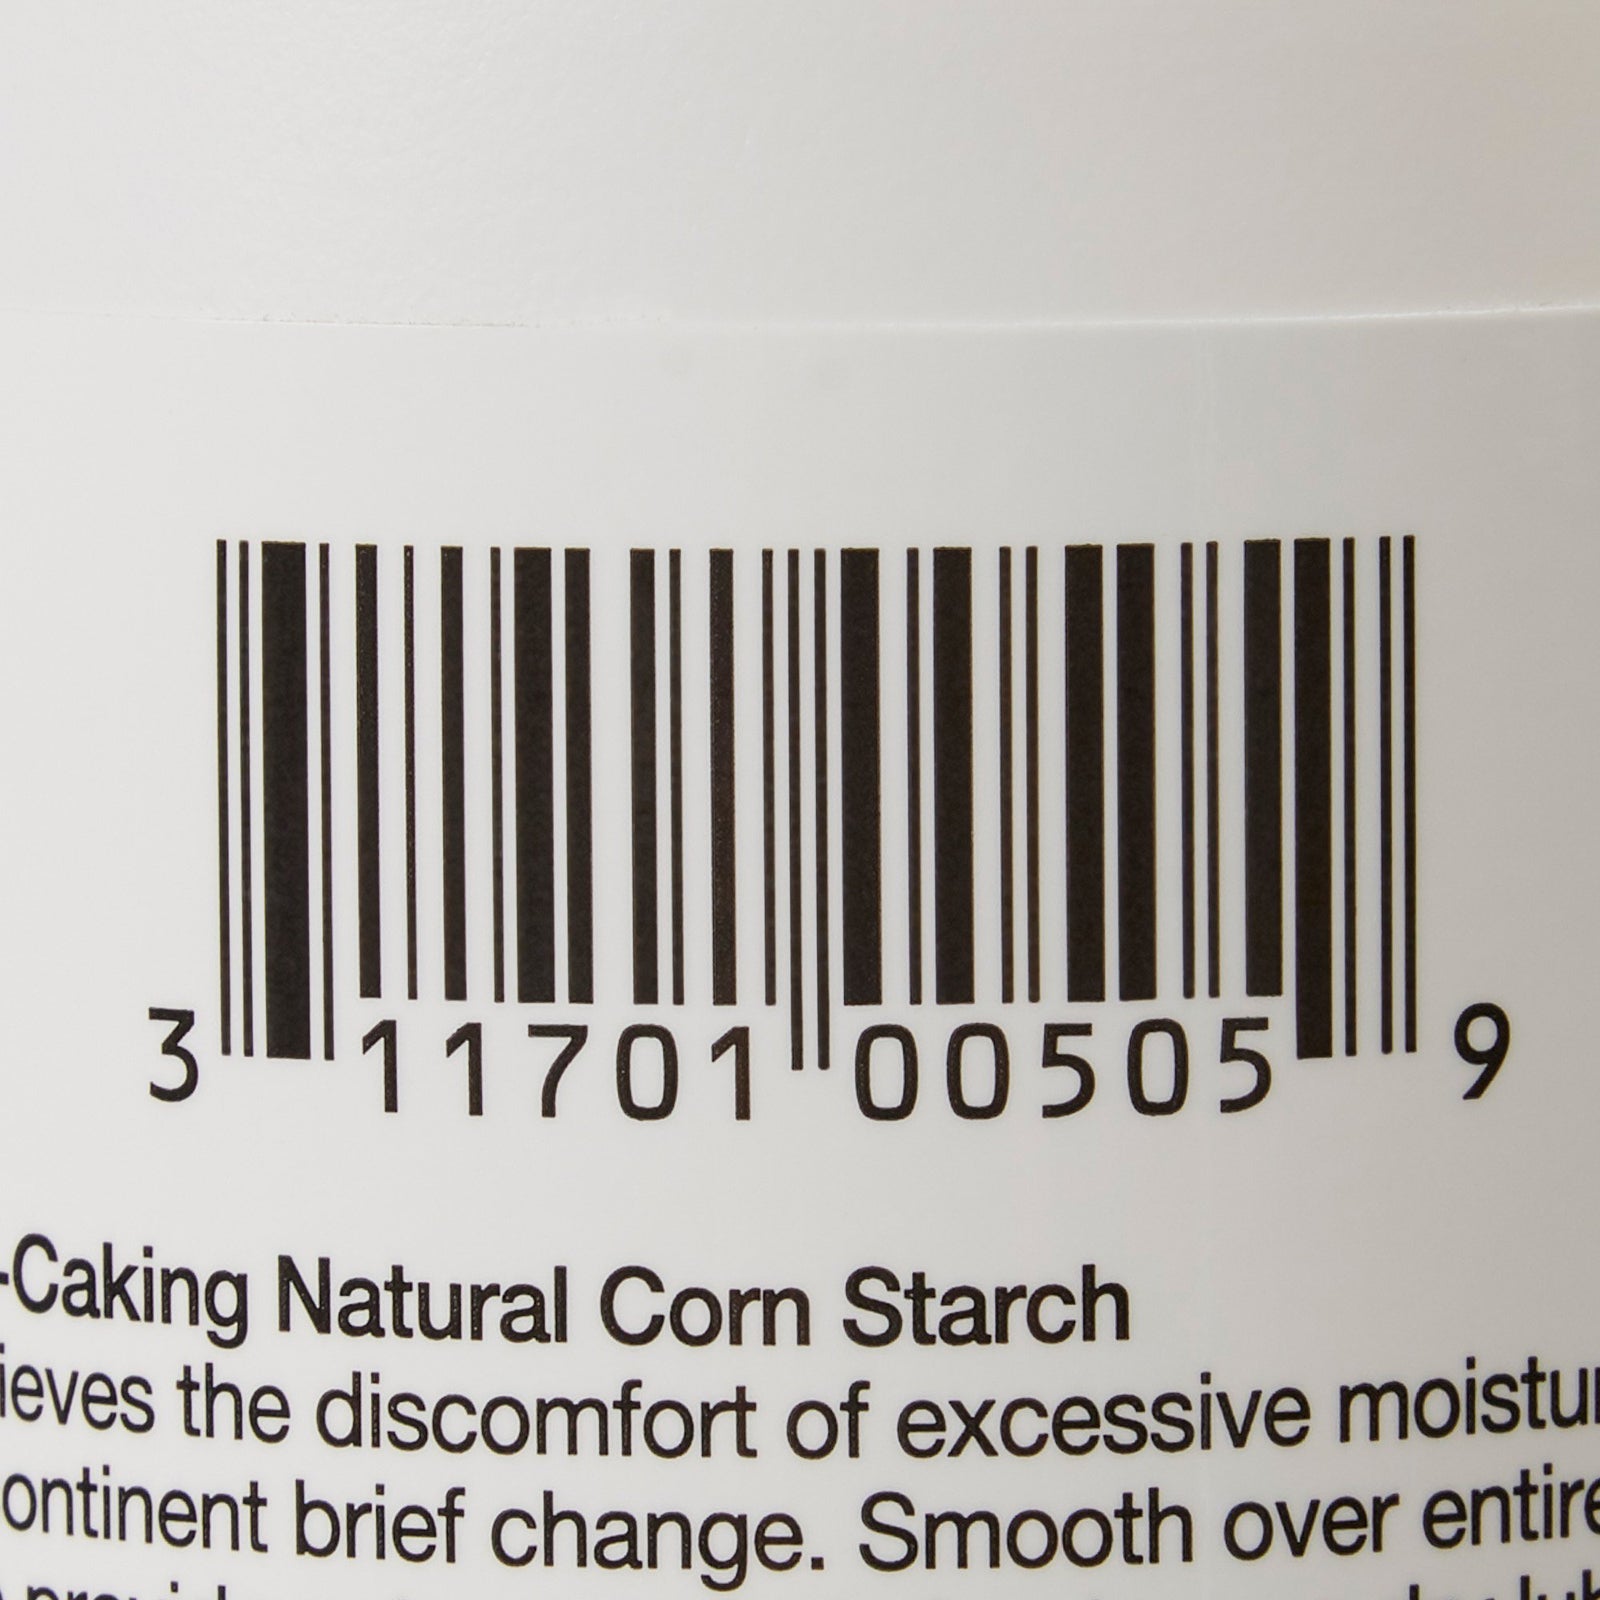 3 11701 00505 9
-Caking Natural Corn Starch
ieves the discomfort of excessive moistur
ontinent brief change. Smooth over entire